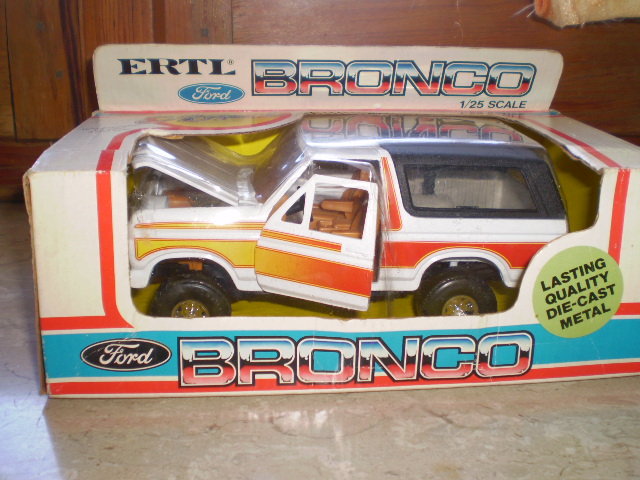 ERTL®
Ford
BRONCO
1/25 SCALE
LASTING
QUALITY
DIE-CAST
METAL
Ford
BRONCO